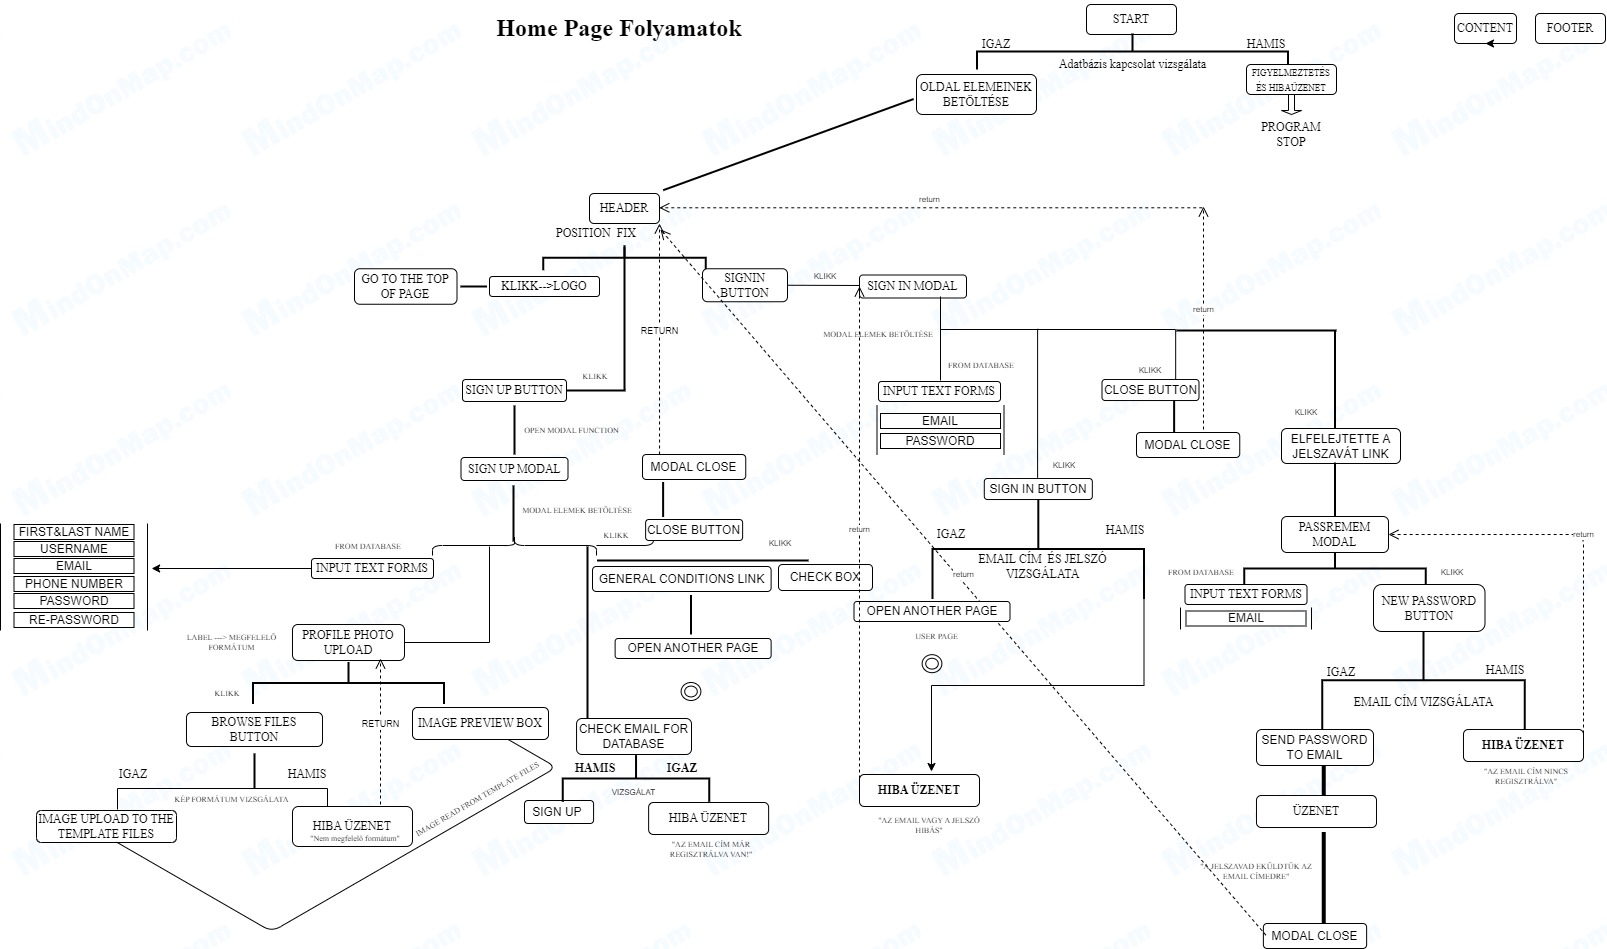 Home Page Folyamatok
START
CONTENT
FOOTER
IGAZ
HAMIS
Adatbázis kapcsolat vizsgálata
OLDAL ELEMEINEK
BETÖLTÉSE
FIGYELMEZTETÉS
ÉS HIBAÜZENET
PROGRAM
STOP
HEADER
return
POSITION FIX
GO TO THE TOP
OF PAGE
KLIKK-->LOGO
SIGNIN
BUTTON
KLIKK
SIGN IN MODAL
return
RETURN
MODAL ELEMEK BETÖLTÉSE
FROM DATABASE
KLIKK
KLIKK
SIGN UP BUTTON
INPUT TEXT FORMS
CLOSE BUTTON
KLIKK
EMAIL
PASSWORD
OPEN MODAL FUNCTION
MODAL CLOSE
ELFELEJTETTE A
JELSZAVÁT LINK
SIGN UP MODAL
MODAL CLOSE
KLIKK
SIGN IN BUTTON
MODAL ELEMEK BETÖLTÉSE
CLOSE BUTTON
KLIKK
return
IGAZ
HAMIS
PASSREMEM
MODAL
return
FIRST&LAST NAME
USERNAME
EMAIL
PHONE NUMBER
PASSWORD
RE-PASSWORD
FROM DATABASE
INPUT TEXT FORMS
KLIKK
GENERAL CONDITIONS LINK
CHECK BOX
EMAIL CÍM ÉS JELSZÓ
VIZSGÁLATA
return
OPEN ANOTHER PAGE
USER PAGE
FROM DATABASE
KLIKK
INPUT TEXT FORMS
EMAIL
NEW PASSWORD
BUTTON
LABEL ---> MEGFELELŐ
FORMÁTUM
PROFILE PHOTO
UPLOAD
OPEN ANOTHER PAGE
IGAZ
HAMIS
EMAIL CÍM VIZSGÁLATA
KLIKK
BROWSE FILES
BUTTON
RETURN
IMAGE PREVIEW BOX
CHECK EMAIL FOR
DATABASE
SEND PASSWORD
TO EMAIL
HIBA ÜZENET
"AZ EMAIL CÍM NINCS
REGISZTRÁLVA"
IGAZ
HAMIS
HAMIS
IGAZ
KÉP FORMÁTUM VIZSGÁLATA
IMAGE READ FROM TEMPLATE FILES
VIZSGÁLAT
HIBA ÜZENET
"AZ EMAIL VAGY A JELSZÓ
HIBÁS"
IMAGE UPLOAD TO THE
TEMPLATE FILES
HIBA ÜZENET
"Nem megfelelő formátum"
SIGN UP
HIBA ÜZENET
"AZ EMAIL CÍM MÁR
REGISZTRÁLVA VAN!"
ÜZENET
"A JELSZAVAD EKÜLDTÜK AZ
EMAIL CÍMEDRE"
MODAL CLOSE
MindOnMap.com